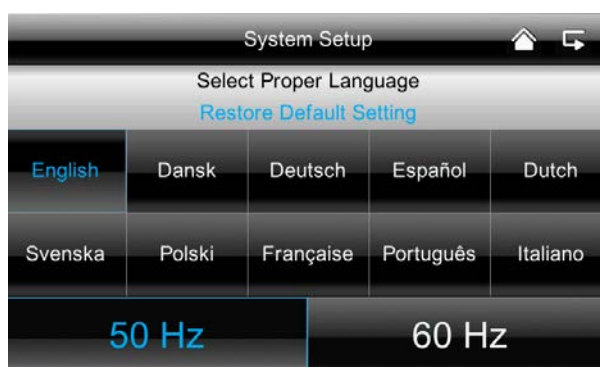 System Setup
Select Proper Language
Restore Default Setting
English Dansk Deutsch Español Dutch
Svenska Polski Française Português Italiano
50 Hz 60 Hz